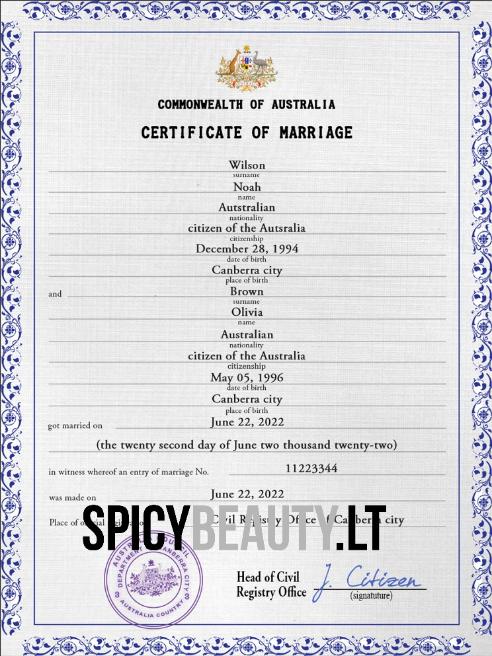 COMMONWEALTH OF AUSTRALIA
CERTIFICATE OF MARRIAGE
Wilson
surname
Noah
name
Autstralian
nationality
citizen of the Autsralia
citizenship
December 28, 1994
date of birth
Canberra city
place of birth
and Brown
surname
Olivia
name
Australian
nationality
citizen of the Australia
citizenship
May 05, 1996
date of birth
Canberra city
place of birth
got married on June 22, 2022
(the twenty second day of June two thousand twenty-two)
in witness whereof an entry of marriage No. 11223344
was made on June 22, 2022
Place of Civil Registry Office of Canberra city
SPICYBEAUTY.LT
DEPARTMENT CANBERRA CITY
AUSTRALIA COUNTRY
Head of Civil
Registry Office J. Citizen
(signatuture)